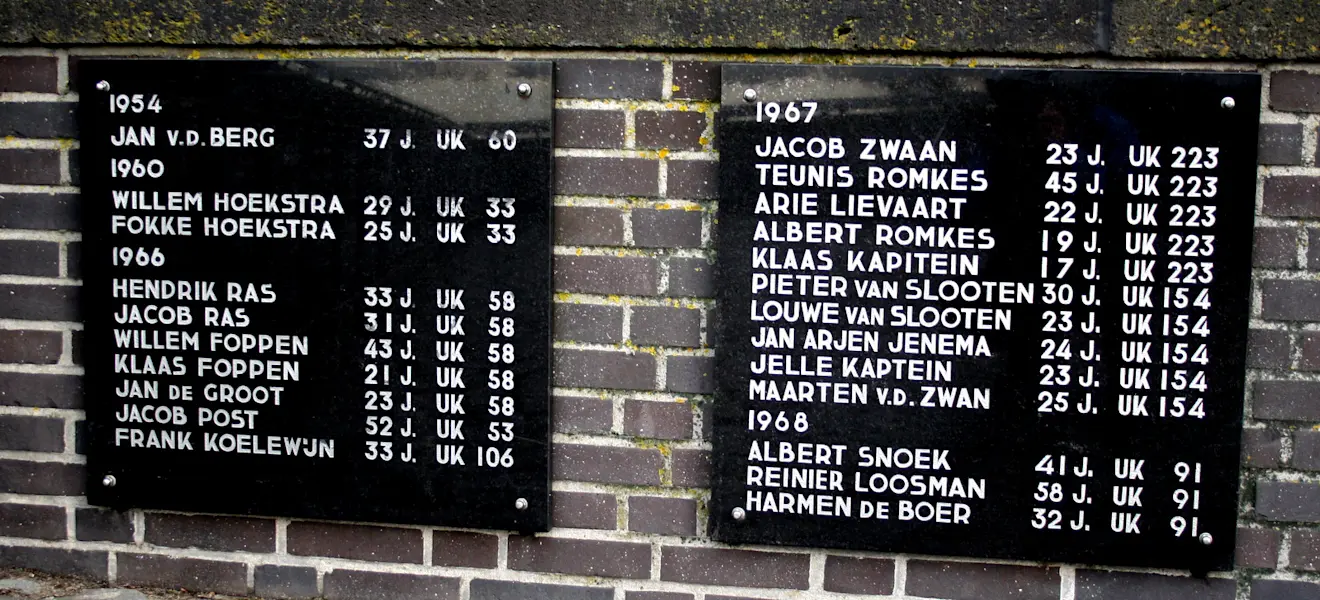 1954
JAN V.D. BERG 37 J. UK 60
1960
WILLEM HOEKSTRA 29 J. UK 33
FOKKE HOEKSTRA 25 J. UK 33
1966
HENDRIK RAS 33 J. UK 58
JACOB RAS 31 J. UK 58
WILLEM FOPPEN 43 J. UK 58
KLAAS FOPPEN 21 J. UK 58
JAN DE GROOT 23 J. UK 58
JACOB POST 52 J. UK 53
FRANK KOELEWIJN 33 J. UK 106
1967
JACOB ZWAAN 23 J. UK 223
TEUNIS ROMKES 45 J. UK 223
ARIE LIEVAART 22 J. UK 223
ALBERT ROMKES 19 J. UK 223
KLAAS KAPITEIN 17 J. UK 223
PIETER VAN SLOOTEN 30 J. UK 154
LOUWE VAN SLOOTEN 23 J. UK 154
JAN ARJEN JENEMA 24 J. UK 154
JELLE KAPTEIN 23 J. UK 154
MAARTEN V.D. ZWAN 25 J. UK 154
1968
ALBERT SNOEK 41 J. UK 91
REINIER LOOSMAN 58 J. UK 91
HARMEN DE BOER 32 J. UK 91